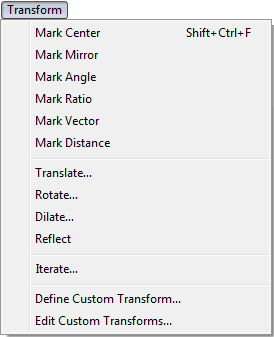 Transform
Mark Center Shift+Ctrl+F
Mark Mirror
Mark Angle
Mark Ratio
Mark Vector
Mark Distance
Translate...
Rotate...
Dilate...
Reflect
Iterate...
Define Custom Transform...
Edit Custom Transforms...